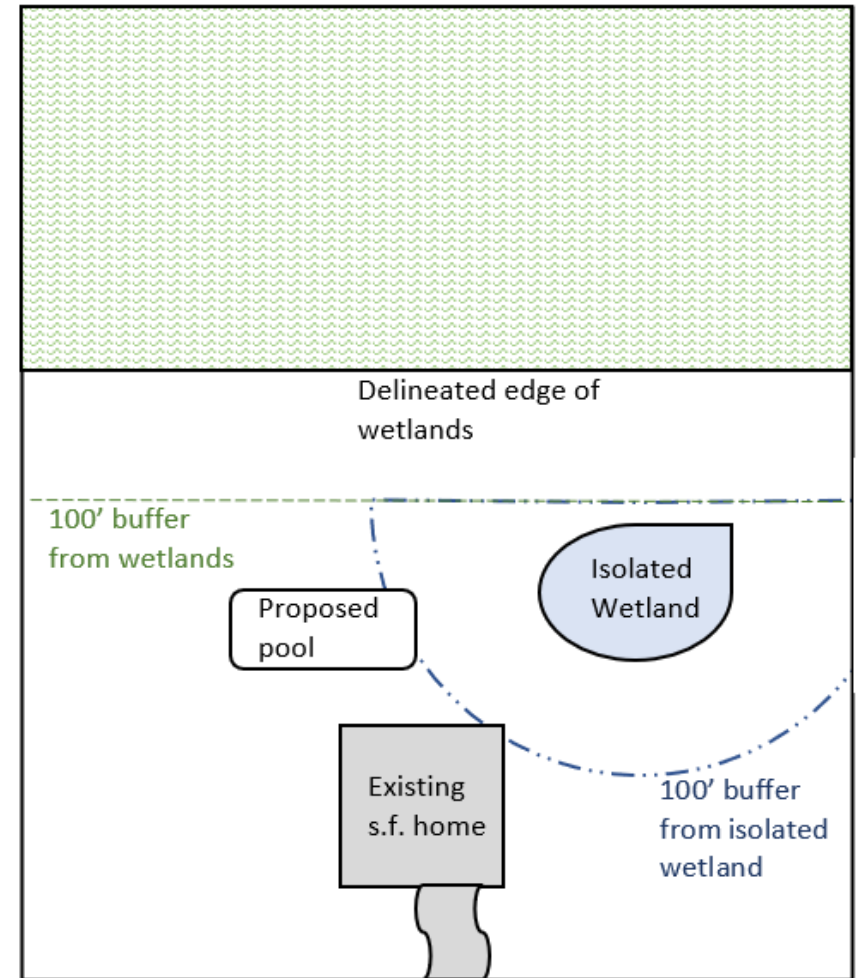 Delineated edge of
wetlands
100’ buffer
from wetlands
Isolated
Wetland
Proposed
pool
Existing
s.f. home
100’ buffer
from isolated
wetland